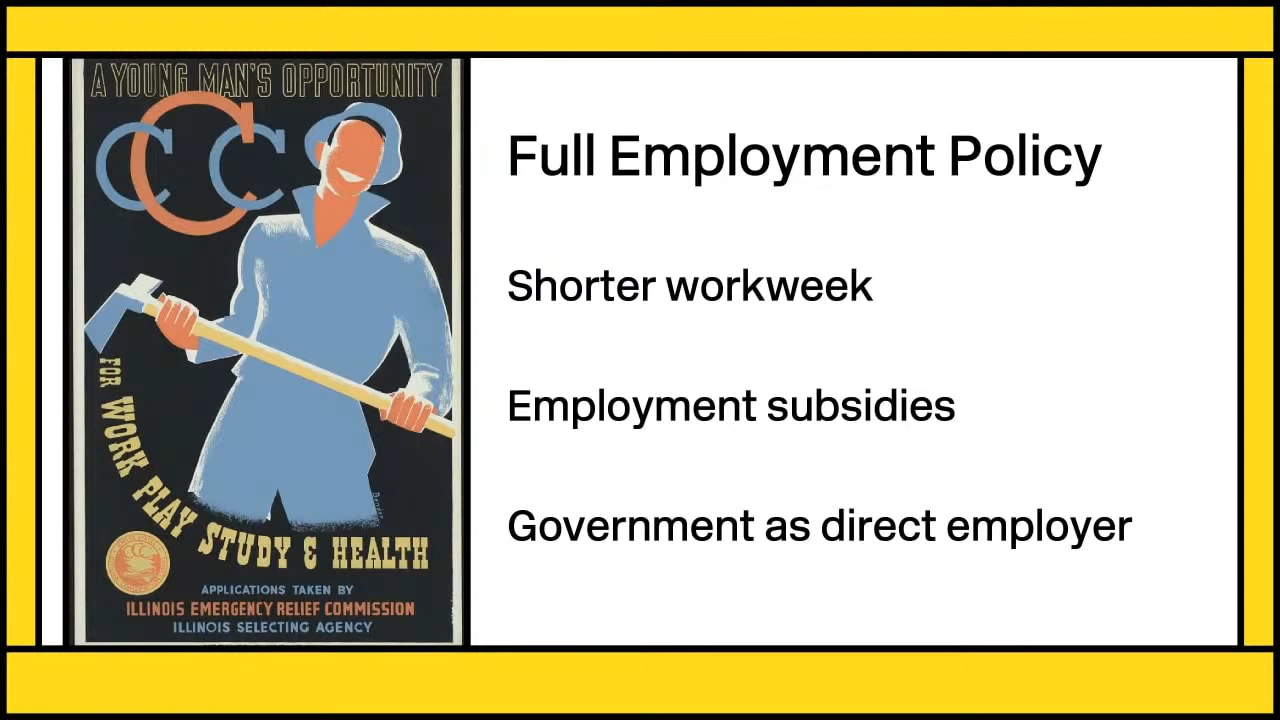 A YOUNG MAN'S OPPORTUNITY
CCC
FOR WORK PLAY STUDY & HEALTH
APPLICATIONS TAKEN BY
ILLINOIS EMERGENCY RELIEF COMMISSION
ILLINOIS SELECTING AGENCY
Full Employment Policy
Shorter workweek
Employment subsidies
Government as direct employer